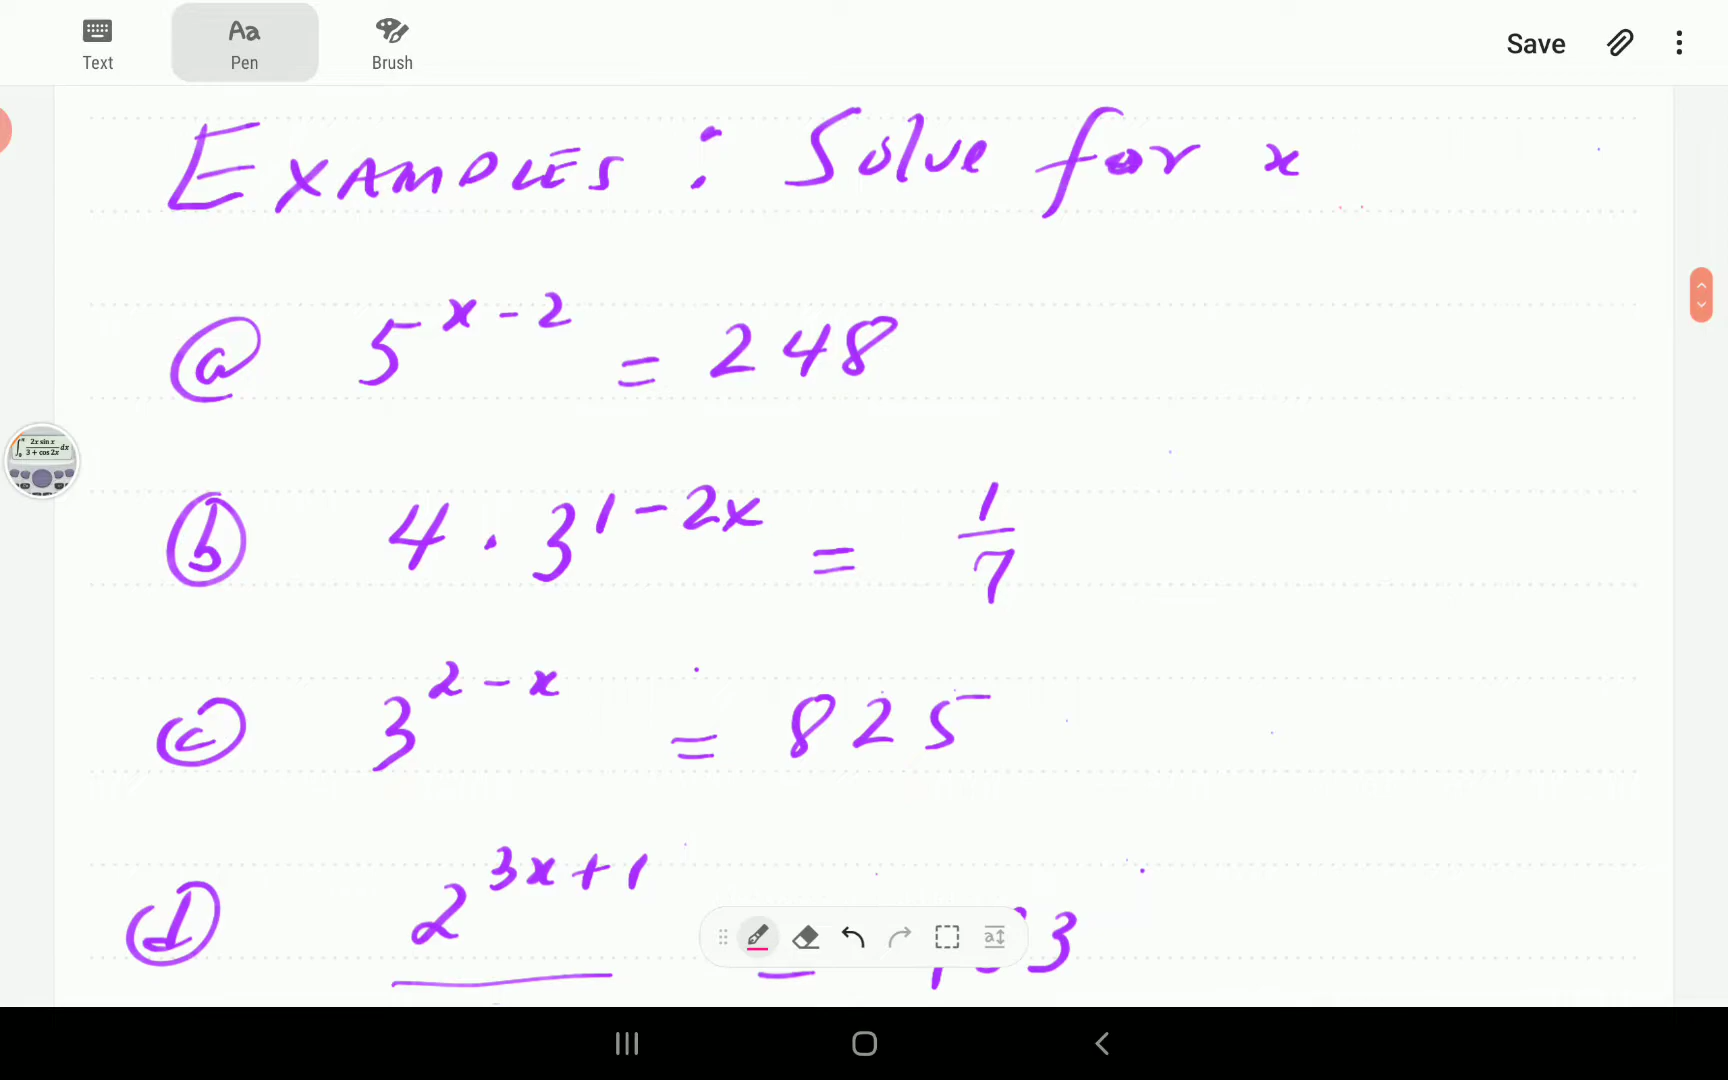 Text Pen Brush Save
EXAMPLES : Solve for x
ⓐ 5^{x-2} = 248
ⓑ 4 · 3^{1-2x} = 1/7
ⓒ 3^{2-x} = 825
ⓓ 2^{3x+1}